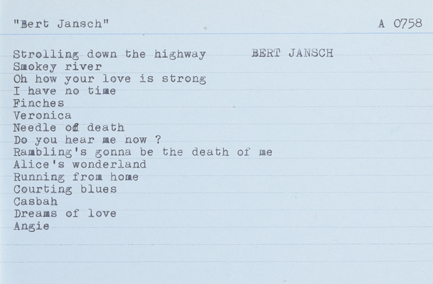 "Bert Jansch" A 0758
Strolling down the highway BERT JANSCH
Smokey river
Oh how your love is strong
I have no time
Finches
Veronica
Needle of death
Do you hear me now ?
Rambling's gonna be the death of me
Alice's wonderland
Running from home
Courting blues
Casbah
Dreams of love
Angie